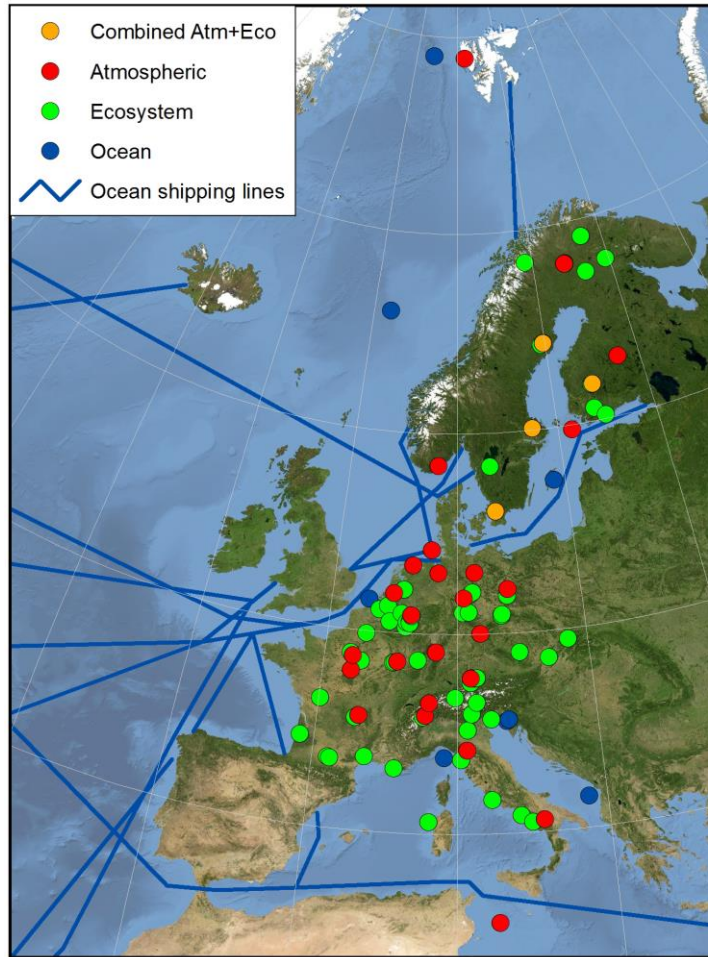 Combined Atm+Eco
Atmospheric
Ecosystem
Ocean
Ocean shipping lines